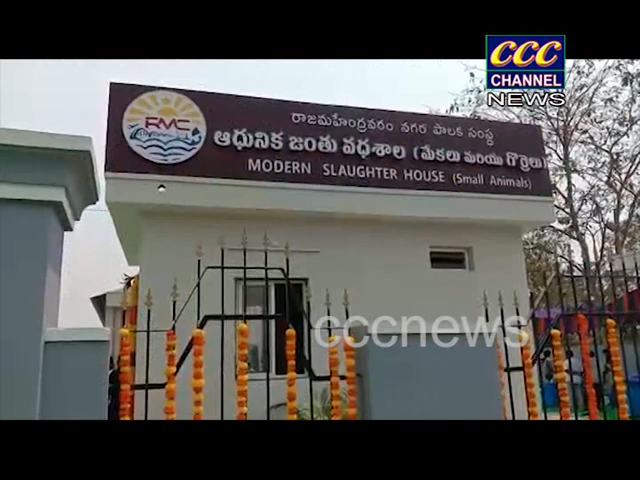 CCC
CHANNEL
NEWS
రాజమహేంద్రవరం నగర పాలక సంస్థ
RMC
ఆధునిక జంతు వధశాల (మేకలు మరియు గొర్రెలు)
MODERN SLAUGHTER HOUSE (Small Animals)
cccnews